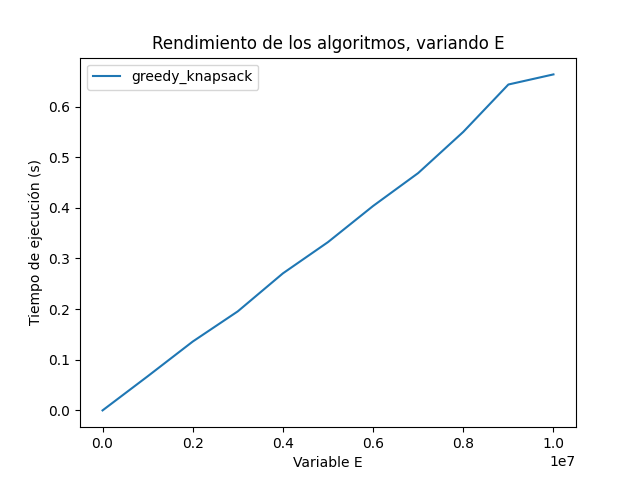 Rendimiento de los algoritmos, variando E
greedy_knapsack
Tiempo de ejecución (s)
0.6
0.5
0.4
0.3
0.2
0.1
0.0
0.0 0.2 0.4 0.6 0.8 1.0
1e7
Variable E